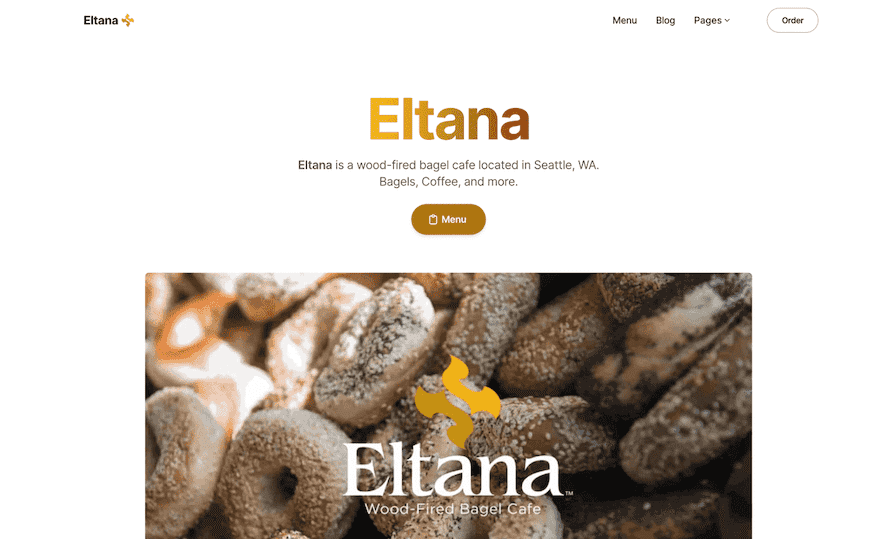 Eltana
Menu
Blog
Pages
Order
Eltana
Eltana is a wood-fired bagel cafe located in Seattle, WA.
Bagels, Coffee, and more.
Menu
Eltana™
Wood-Fired Bagel Cafe